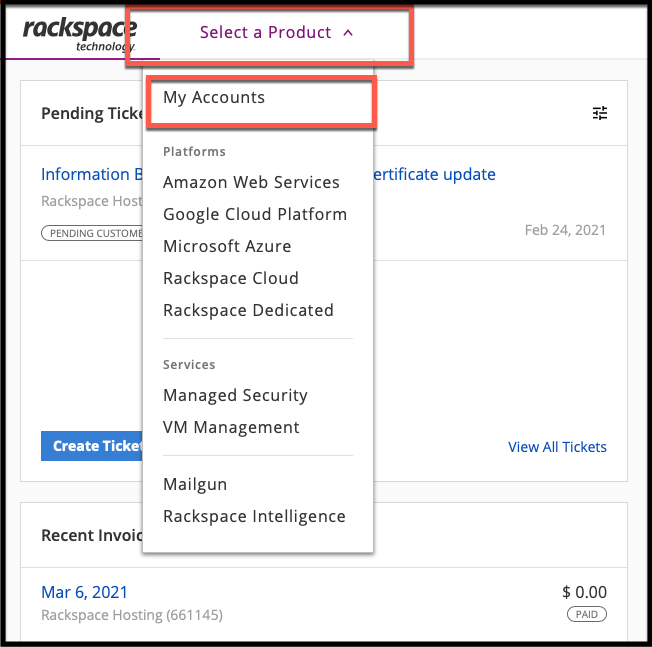 rackspace
technology.
Select a Product
My Accounts
Pending Ticke
Platforms
Information B
ertificate update
Amazon Web Services
Rackspace Host
Google Cloud Platform
PENDING CUSTOME
Feb 24, 2021
Microsoft Azure
Rackspace Cloud
Rackspace Dedicated
Services
Managed Security
VM Management
Create Ticket
View All Tickets
Mailgun
Rackspace Intelligence
Recent Invoic
Mar 6, 2021
$ 0.00
Rackspace Hosting (661145)
PAID